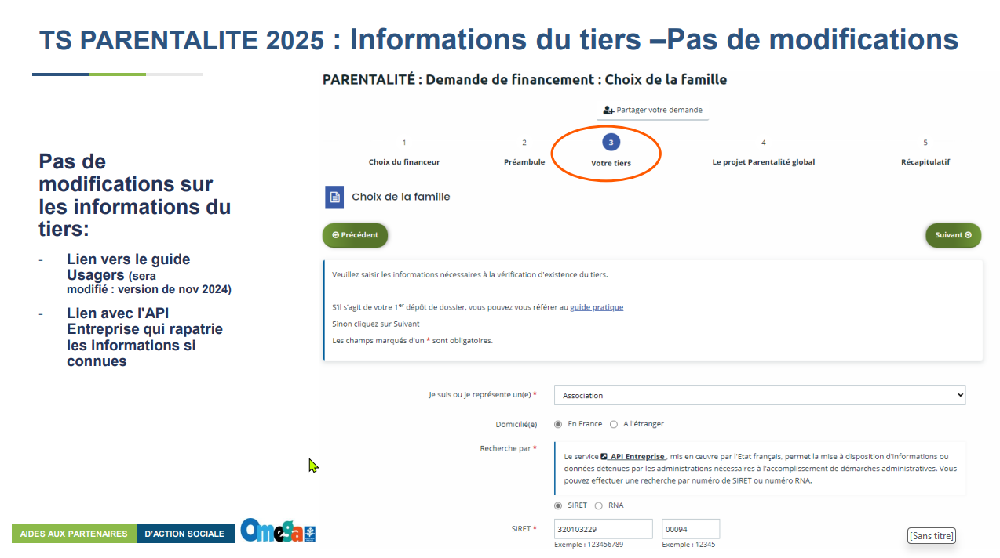 TS PARENTALITE 2025 : Informations du tiers –Pas de modifications
PARENTALITÉ : Demande de financement : Choix de la famille
Partager votre demande
1
2
3
4
5
Choix du financeur
Préambule
Votre tiers
Le projet Parentalité global
Récapitulatif
Choix de la famille
Précédent
Suivant
Pas de
modifications sur
les informations du
tiers:
- Lien vers le guide
Usagers (sera
modifié : version de nov 2024)
- Lien avec l'API
Entreprise qui rapatrie
les informations si
connues
Veuillez saisir les informations nécessaires à la vérification d'existence du tiers.
S'il s'agit de votre 1er dépôt de dossier, vous pouvez vous référer au guide pratique
Sinon cliquez sur Suivant
Les champs marqués d'un * sont obligatoires.
Je suis ou je représente un(e) *
Association
Domicilié(e)
En France
A l'étranger
Recherche par *
Le service API Entreprise , mis en œuvre par l'Etat français, permet la mise à disposition d'informations ou
données détenues par les administrations nécessaires à l'accomplissement de démarches administratives. Vous
pouvez effectuer une recherche par numéro de SIRET ou numéro RNA.
SIRET
RNA
SIRET *
320103229
00094
Exemple : 123456789
Exemple : 12345
AIDES AUX PARTENAIRES
D'ACTION SOCIALE
Omega
[Sans titre]